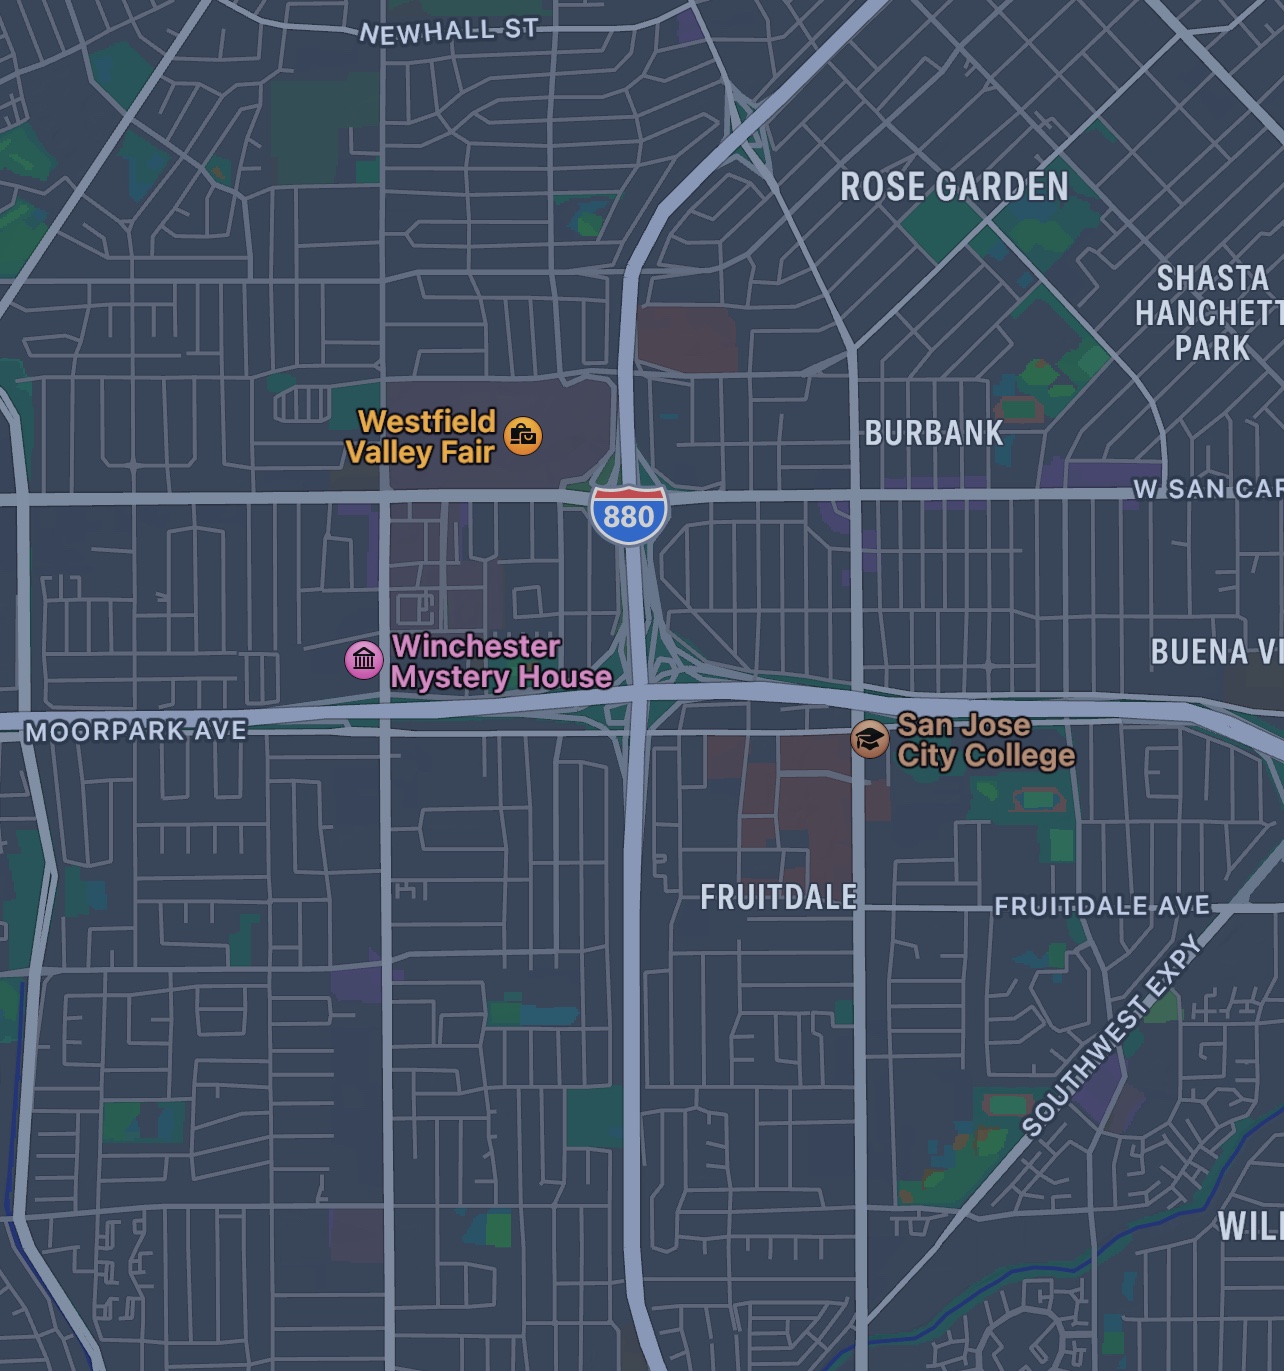 NEWHALL ST
ROSE GARDEN
SHASTA
HANCHETT
PARK
Westfield
Valley Fair
BURBANK
W SAN CAR
880
Winchester
Mystery House
BUENA VI
MOORPARK AVE
San Jose
City College
FRUITDALE
FRUITDALE AVE
SOUTHWEST EXPY
WIL